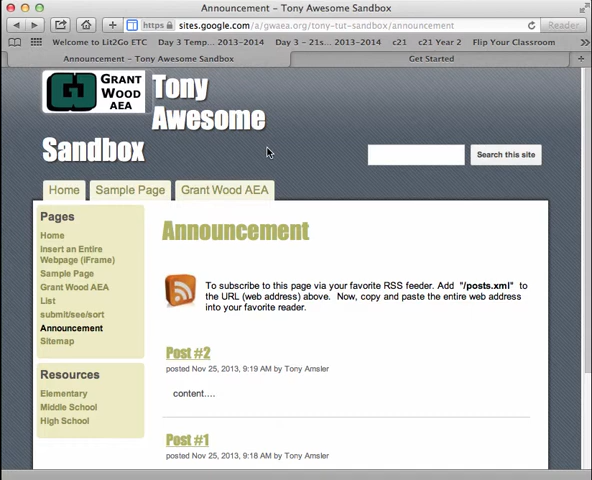 Announcement – Tony Awesome Sandbox
https
sites.google.com/a/gwaea.org/tony-tut-sandbox/announcement
Reader
Welcome to Lit2Go ETC
Day 3 Temp... 2013-2014
Day 3 - 21s... 2013-2014
c21
c21 Year 2
Flip Your Classroom
Announcement – Tony Awesome Sandbox
Get Started
GRANT
WOOD
AEA
Tony
Awesome
Sandbox
Search this site
Home
Sample Page
Grant Wood AEA
Pages
Home
Insert an Entire
Webpage (iFrame)
Sample Page
Grant Wood AEA
List
submit/see/sort
Announcement
Sitemap
Resources
Elementary
Middle School
High School
Announcement
To subscribe to this page via your favorite RSS feeder. Add "/posts.xml" to
the URL (web address) above. Now, copy and paste the entire web address
into your favorite reader.
Post #2
posted Nov 25, 2013, 9:19 AM by Tony Amsler
content....
Post #1
posted Nov 25, 2013, 9:18 AM by Tony Amsler